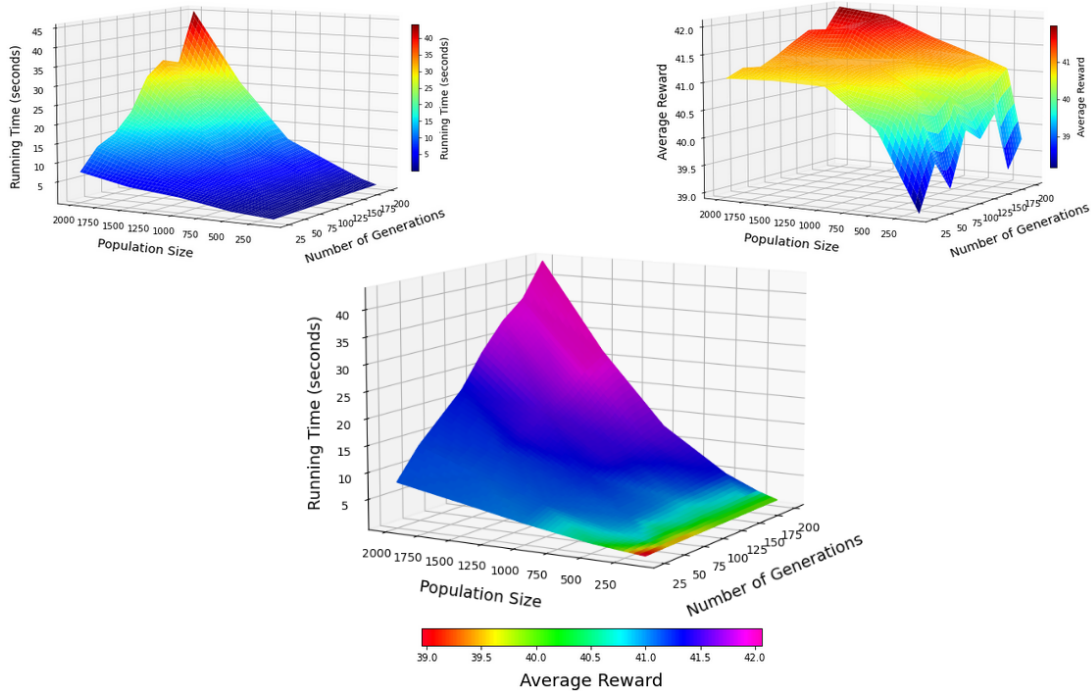 45
40
35
30
25
20
15
10
5
Running Time (seconds)
2000 1750 1500 1250 1000 750 500 250
Population Size
25 50 75 100 125 150 175 200
Number of Generations
40
35
30
25
20
15
10
5
Running Time (seconds)
42.0
41.5
41.0
40.5
40.0
39.5
39.0
Average Reward
2000 1750 1500 1250 1000 750 500 250
Population Size
25 50 75 100 125 150 175 200
Number of Generations
41
40
39
Average Reward
40
35
30
25
20
15
10
5
Running Time (seconds)
2000 1750 1500 1250 1000 750 500 250
Population Size
25 50 75 100 125 150 175 200
Number of Generations
39.0 39.5 40.0 40.5 41.0 41.5 42.0
Average Reward